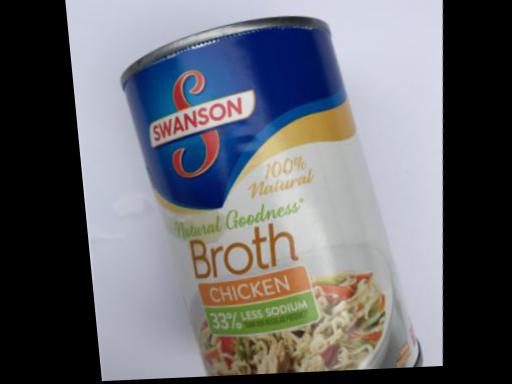 SWANSON
100%
Natural
Natural Goodness
Broth
CHICKEN
33% LESS SODIUM